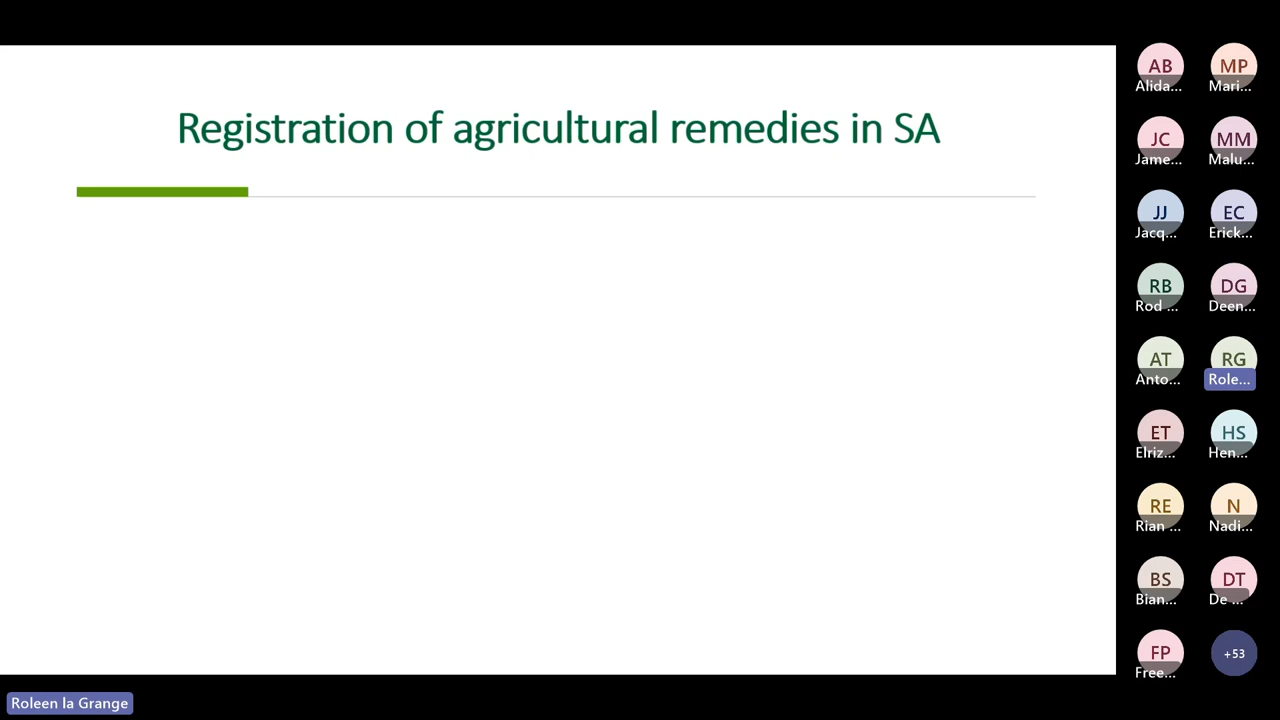 Registration of agricultural remedies in SA
AB MP
Alida... Mari...
JC MM
Jame... Malu...
JJ EC
Jacq... Erick...
RB DG
Rod ... Deen...
AT RG
Anto... Role...
ET HS
Elriz... Hen...
RE N
Rian ... Nadi...
BS DT
Bian... De ...
FP +53
Free...
Roleen la Grange